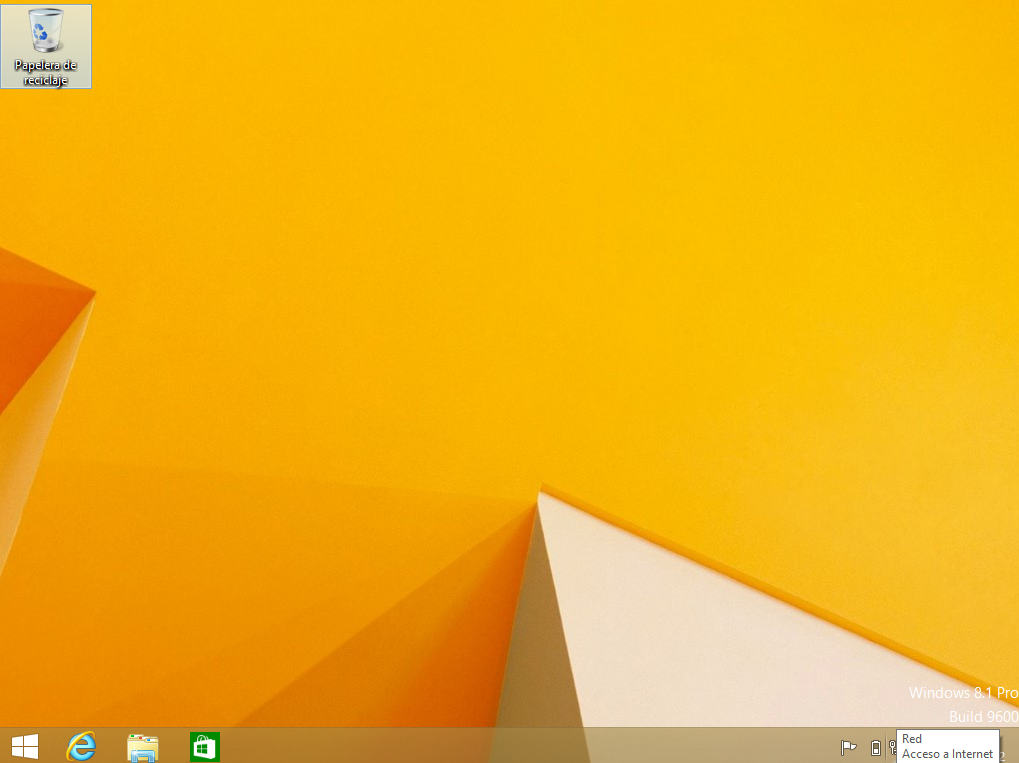 Papelera de
reciclaje
Windows 8.1 Pro
Build 9600
Red
Acceso a Internet